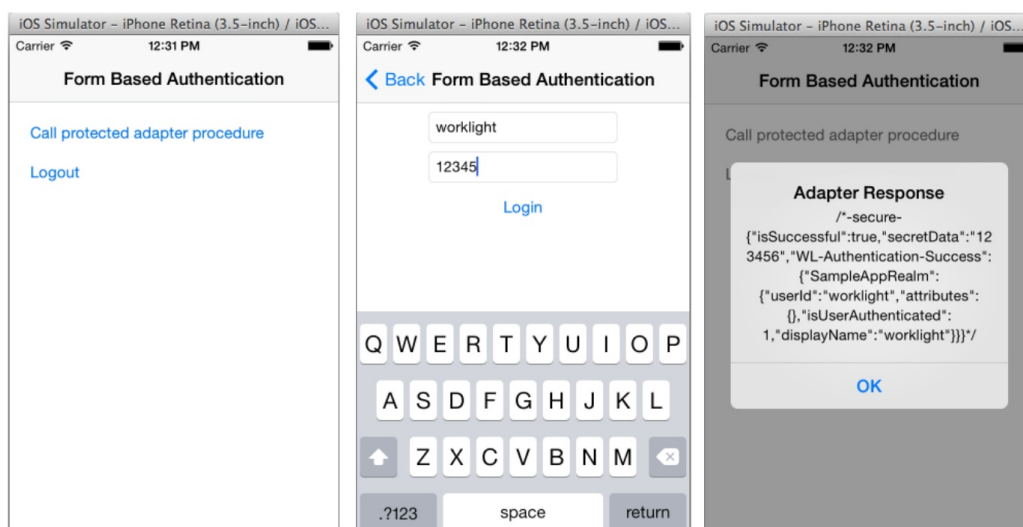 iOS Simulator – iPhone Retina (3.5-inch) / iOS...
Carrier 12:31 PM
Form Based Authentication
Call protected adapter procedure
Logout
iOS Simulator – iPhone Retina (3.5-inch) / iOS...
Carrier 12:32 PM
Back Form Based Authentication
worklight
12345
Login
Q W E R T Y U I O P
A S D F G H J K L
Z X C V B N M
.?123 space return
iOS Simulator – iPhone Retina (3.5-inch) / iOS...
Carrier 12:32 PM
Form Based Authentication
Call protected adapter procedure
L
Adapter Response
/*-secure-
{"isSuccessful":true,"secretData":"12
3456","WL-Authentication-Success":
{"SampleAppRealm":
{"userId":"worklight","attributes":
{},"isUserAuthenticated":
1,"displayName":"worklight"}}}*/
OK